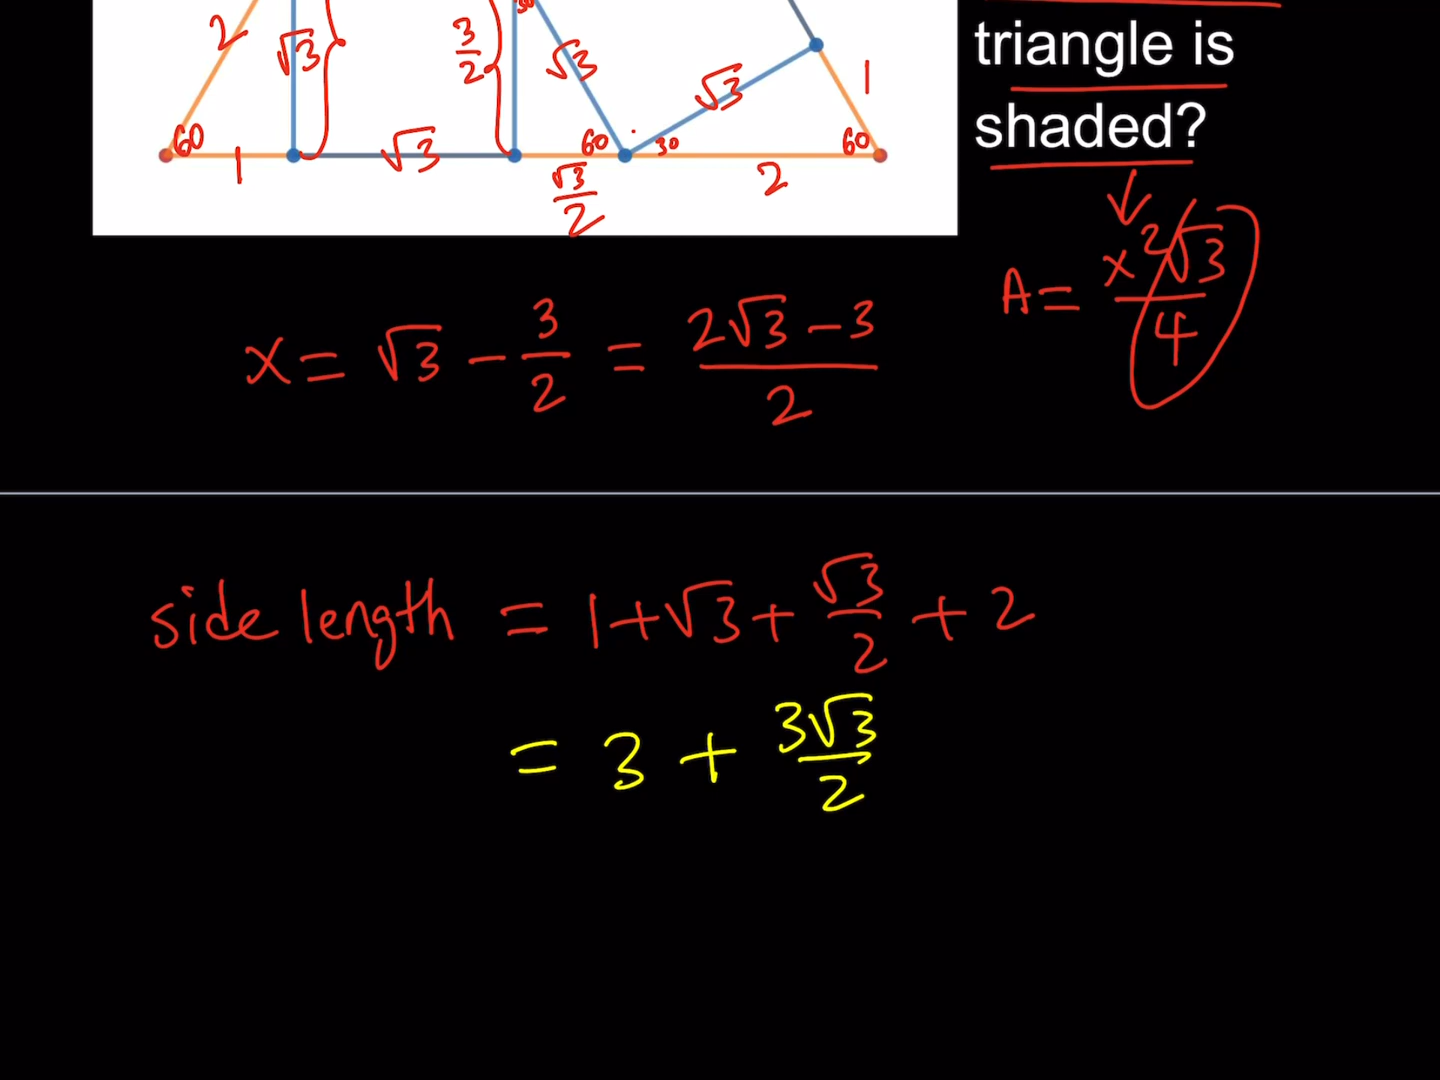 2 √3 3/2 30 √3 √3 1
triangle is
shaded?
60 1 √3 60 √3/2 30 2 60
A = x²√3/4
x = √3 − 3/2 = (2√3 − 3)/2
side length = 1 + √3 + √3/2 + 2
= 3 + 3√3/2